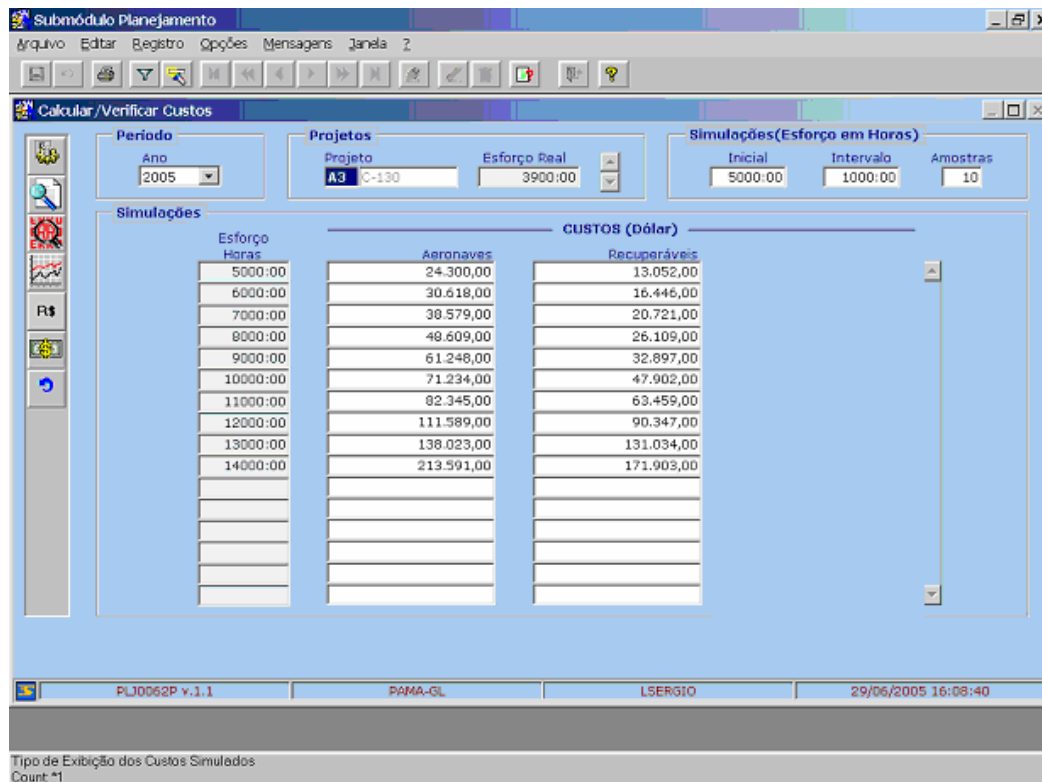 Submódulo Planejamento
Arquivo Editar Registro Opções Mensagens Janela ?
Calcular/Verificar Custos
Período Projetos Simulações(Esforço em Horas)
Ano Projeto Esforço Real Inicial Intervalo Amostras
2005 A3 C-130 3900:00 5000:00 1000:00 10
Simulações
CUSTOS (Dólar)
Esforço
Horas Aeronaves Recuperáveis
5000:00 24.300,00 13.052,00
6000:00 30.618,00 16.446,00
7000:00 38.579,00 20.721,00
8000:00 48.609,00 26.109,00
9000:00 61.248,00 32.897,00
10000:00 71.234,00 47.902,00
11000:00 82.345,00 63.459,00
12000:00 111.589,00 90.347,00
13000:00 138.023,00 131.034,00
14000:00 213.591,00 171.903,00
R$
PLJ0062P v.1.1 PAMA-GL LSERGIO 29/06/2005 16:08:40
Tipo de Exibição dos Custos Simulados
Count: *1